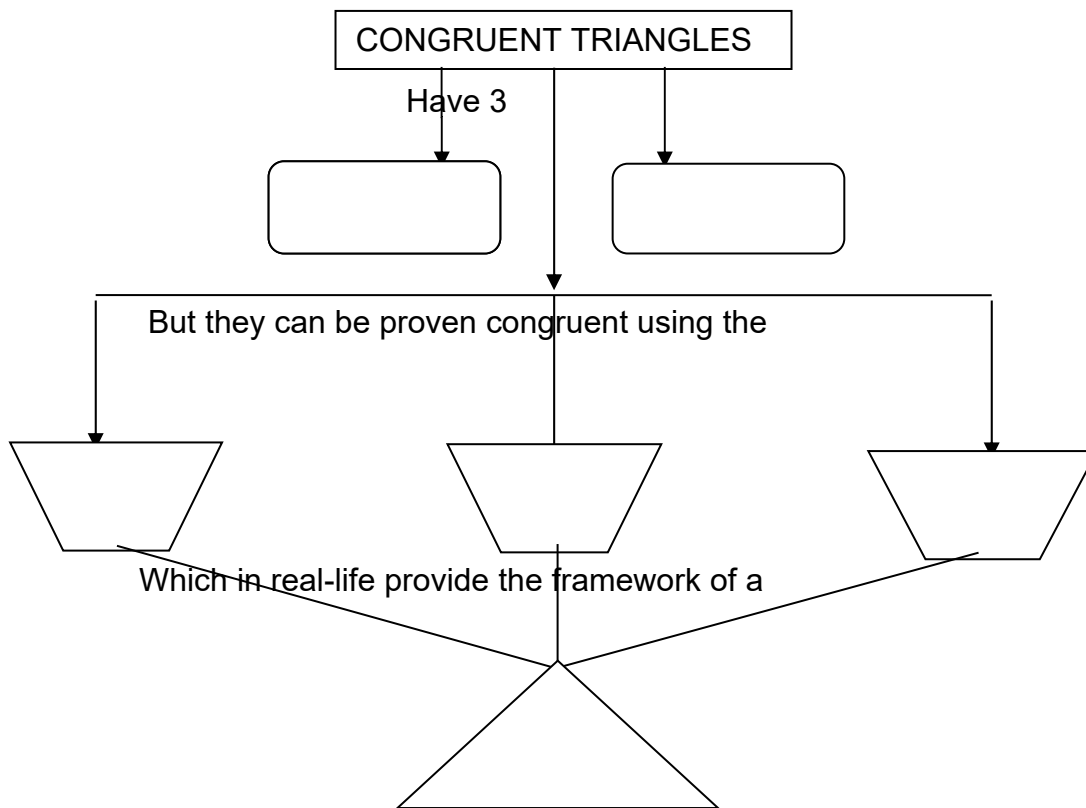 CONGRUENT TRIANGLES
Have 3
But they can be proven congruent using the
Which in real-life provide the framework of a